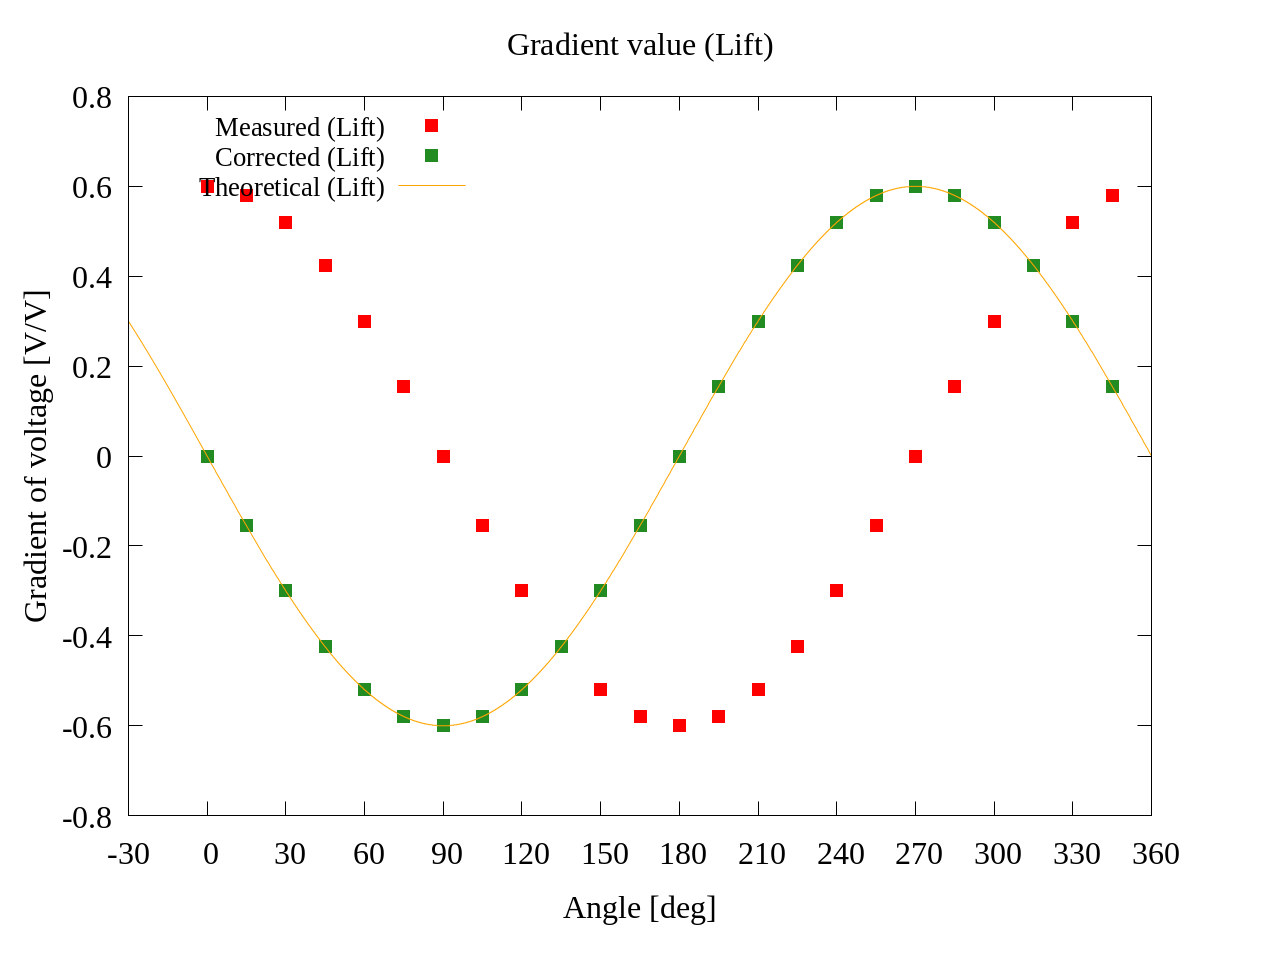 Gradient value (Lift)
0.8
0.6
0.4
0.2
0
-0.2
-0.4
-0.6
-0.8
Gradient of voltage [V/V]
Measured (Lift)
Corrected (Lift)
Theoretical (Lift)
-30 0 30 60 90 120 150 180 210 240 270 300 330 360
Angle [deg]